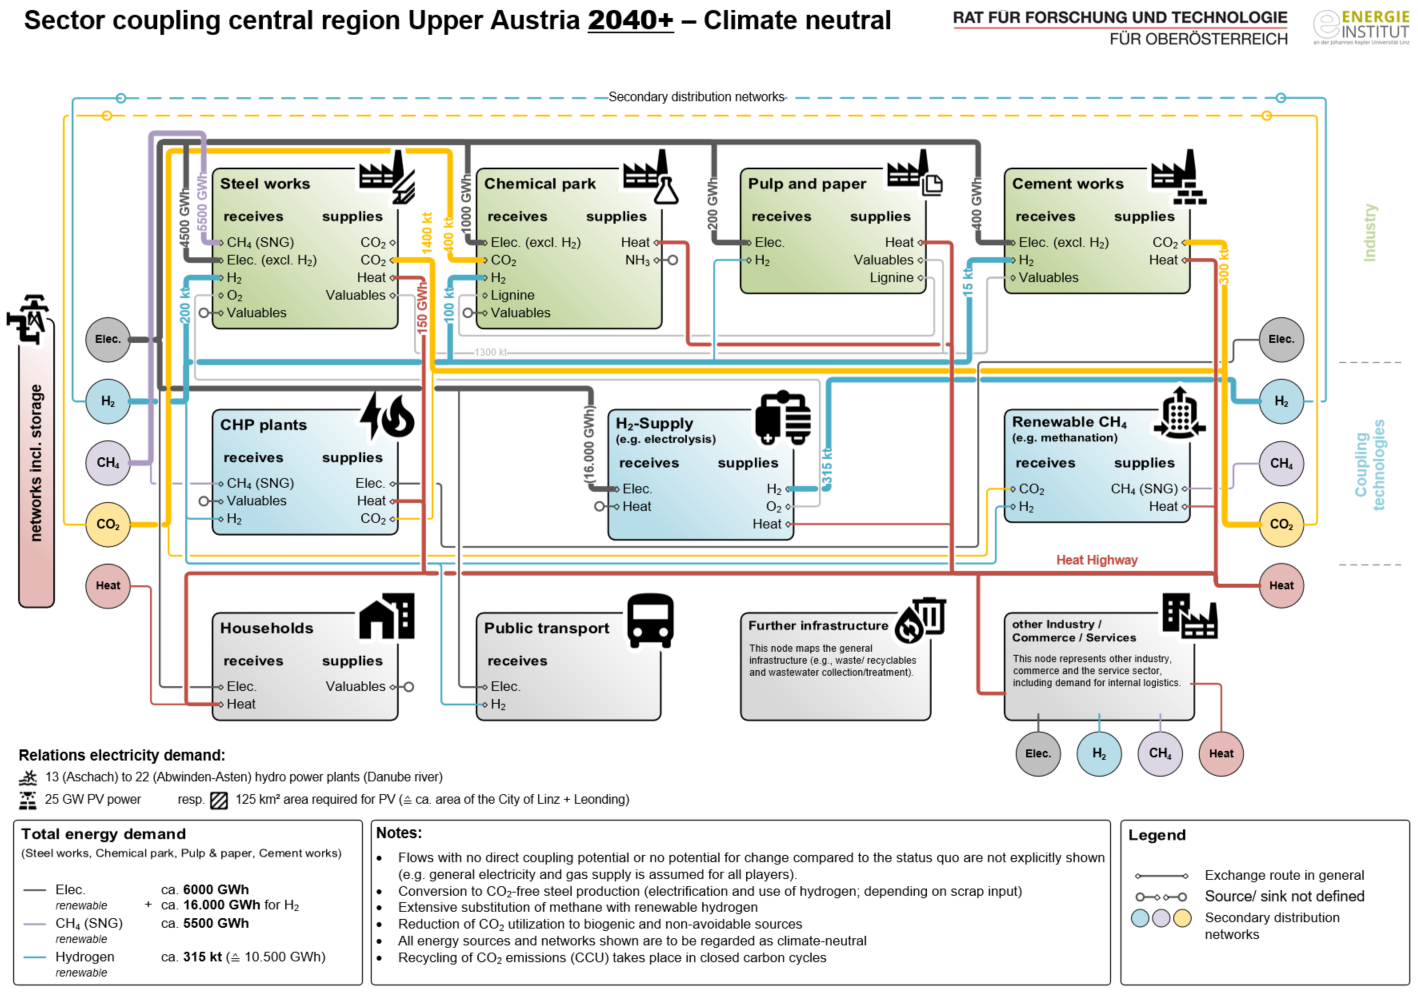 Sector coupling central region Upper Austria 2040+ – Climate neutral
RAT FÜR FORSCHUNG UND TECHNOLOGIE
FÜR OBERÖSTERREICH
ENERGIE
INSTITUT
an der Johannes Kepler Universität Linz
Secondary distribution networks
Steel works
receives supplies
CH₄ (SNG) CO₂
Elec. (excl. H₂) CO₂
H₂ Heat
O₂ Valuables
Valuables
4500 GWh
5500 GWh
200 kt
1400 kt
150 GWh
Chemical park
receives supplies
Elec. (excl. H₂) Heat
CO₂ NH₃
H₂
Lignine
Valuables
400 kt
1000 GWh
100 kt
1300 kt
Pulp and paper
receives supplies
Elec. Heat
H₂ Valuables
Lignine
200 GWh
Cement works
receives supplies
Elec. (excl. H₂) CO₂
H₂ Heat
Valuables
400 GWh
15 kt
300 kt
Industry
networks incl. storage
Elec.
H₂
CH₄
CO₂
Heat
CHP plants
receives supplies
CH₄ (SNG) Elec.
Valuables Heat
H₂ CO₂
H₂-Supply
(e.g. electrolysis)
receives supplies
Elec. H₂
Heat O₂
Heat
(16.000 GWh)
315 kt
Renewable CH₄
(e.g. methanation)
receives supplies
CO₂ CH₄ (SNG)
H₂ Heat
Elec.
H₂
CH₄
CO₂
Heat
Coupling
technologies
Heat Highway
Households
receives supplies
Elec. Valuables
Heat
Public transport
receives
Elec.
H₂
Further infrastructure
This node maps the general
infrastructure (e.g., waste/ recyclables
and wastewater collection/treatment).
other Industry /
Commerce / Services
This node represents other industry,
commerce and the service sector,
including demand for internal logistics.
Elec. H₂ CH₄ Heat
Relations electricity demand:
13 (Aschach) to 22 (Abwinden-Asten) hydro power plants (Danube river)
25 GW PV power resp. 125 km² area required for PV (≙ ca. area of the City of Linz + Leonding)
Total energy demand
(Steel works, Chemical park, Pulp & paper, Cement works)
Elec. ca. 6000 GWh
renewable + ca. 16.000 GWh for H₂
CH₄ (SNG) ca. 5500 GWh
renewable
Hydrogen ca. 315 kt (≙ 10.500 GWh)
renewable
Notes:
• Flows with no direct coupling potential or no potential for change compared to the status quo are not explicitly shown
(e.g. general electricity and gas supply is assumed for all players).
• Conversion to CO₂-free steel production (electrification and use of hydrogen; depending on scrap input)
• Extensive substitution of methane with renewable hydrogen
• Reduction of CO₂ utilization to biogenic and non-avoidable sources
• All energy sources and networks shown are to be regarded as climate-neutral
• Recycling of CO₂ emissions (CCU) takes place in closed carbon cycles
Legend
Exchange route in general
Source/ sink not defined
Secondary distribution
networks